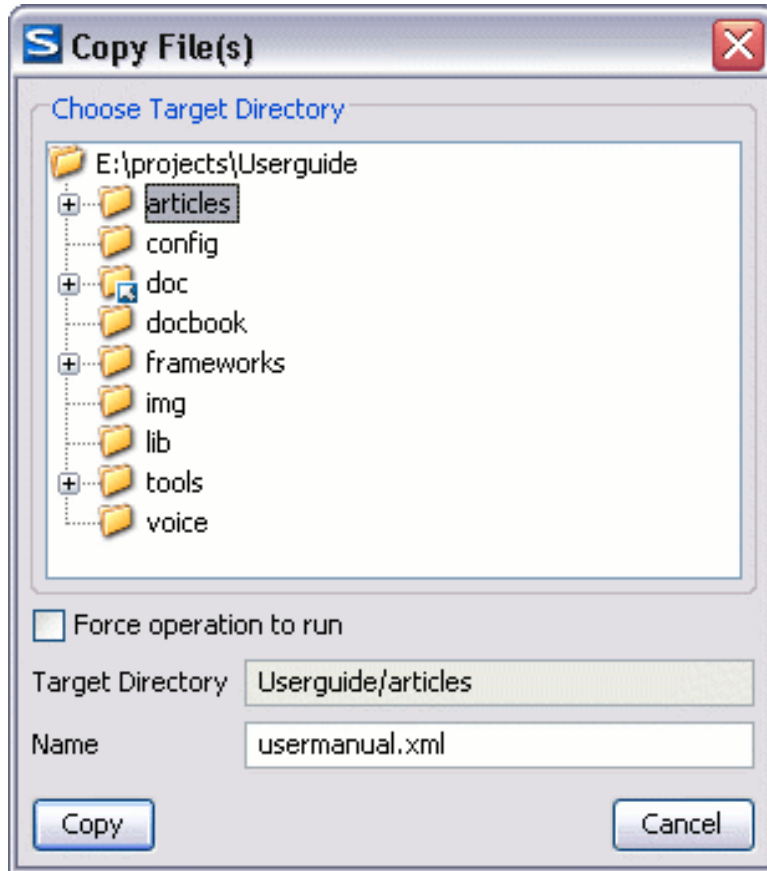 S Copy File(s)
Choose Target Directory
E:\projects\Userguide
articles
config
doc
docbook
frameworks
img
lib
tools
voice
Force operation to run
Target Directory Userguide/articles
Name usermanual.xml
Copy Cancel